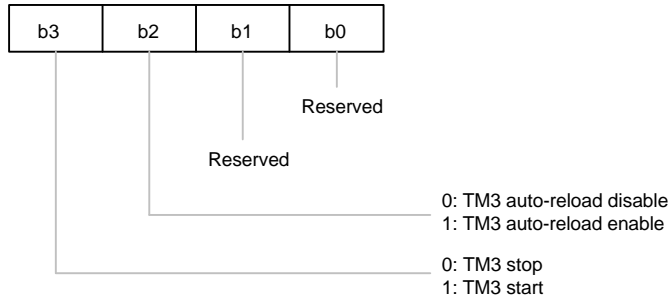 b3 b2 b1 b0
Reserved
Reserved
0: TM3 auto-reload disable
1: TM3 auto-reload enable
0: TM3 stop
1: TM3 start